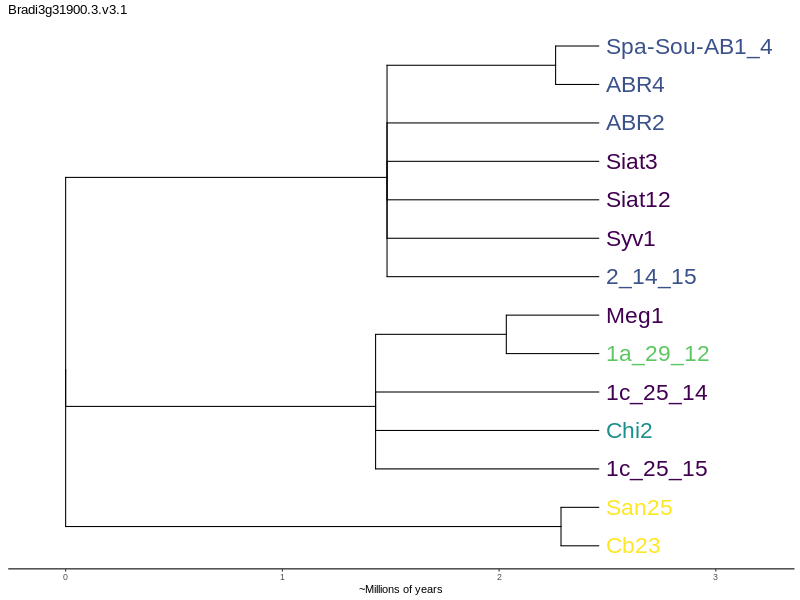 Bradi3g31900.3.v3.1
Spa-Sou-AB1_4
ABR4
ABR2
Siat3
Siat12
Syv1
2_14_15
Meg1
1a_29_12
1c_25_14
Chi2
1c_25_15
San25
Cb23
0 1 2 3
~Millions of years